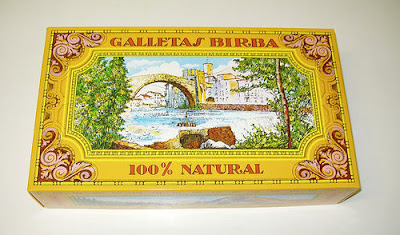 GALLETAS BIRBA
100% NATURAL